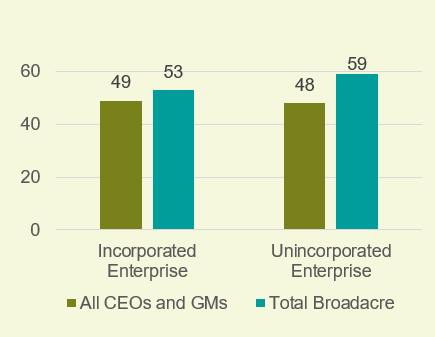 60
40
20
0
49
53
48
59
Incorporated
Enterprise
Unincorporated
Enterprise
All CEOs and GMs
Total Broadacre